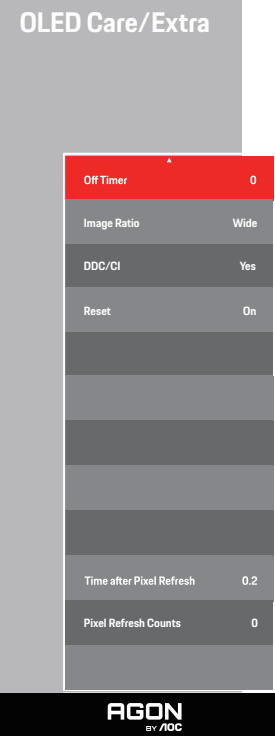 OLED Care/Extra
Off Timer 0
Image Ratio Wide
DDC/CI Yes
Reset On
Time after Pixel Refresh 0.2
Pixel Refresh Counts 0
AGON
BY AOC